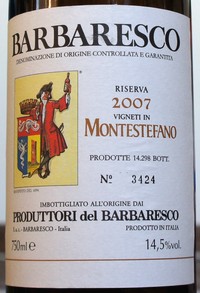 BARBARESCO
DENOMINAZIONE DI ORIGINE CONTROLLATA E GARANTITA
RISERVA
2007
VIGNETI IN
MONTESTEFANO
PRODOTTE 14.298 BOTT.
Nº 3424
IMBOTTIGLIATO ALL'ORIGINE DAI
PRODUTTORI del BARBARESCO
s.a.c. - BARBARESCO - Italia
PRODOTTO IN ITALIA
750ml e
14,5%vol.